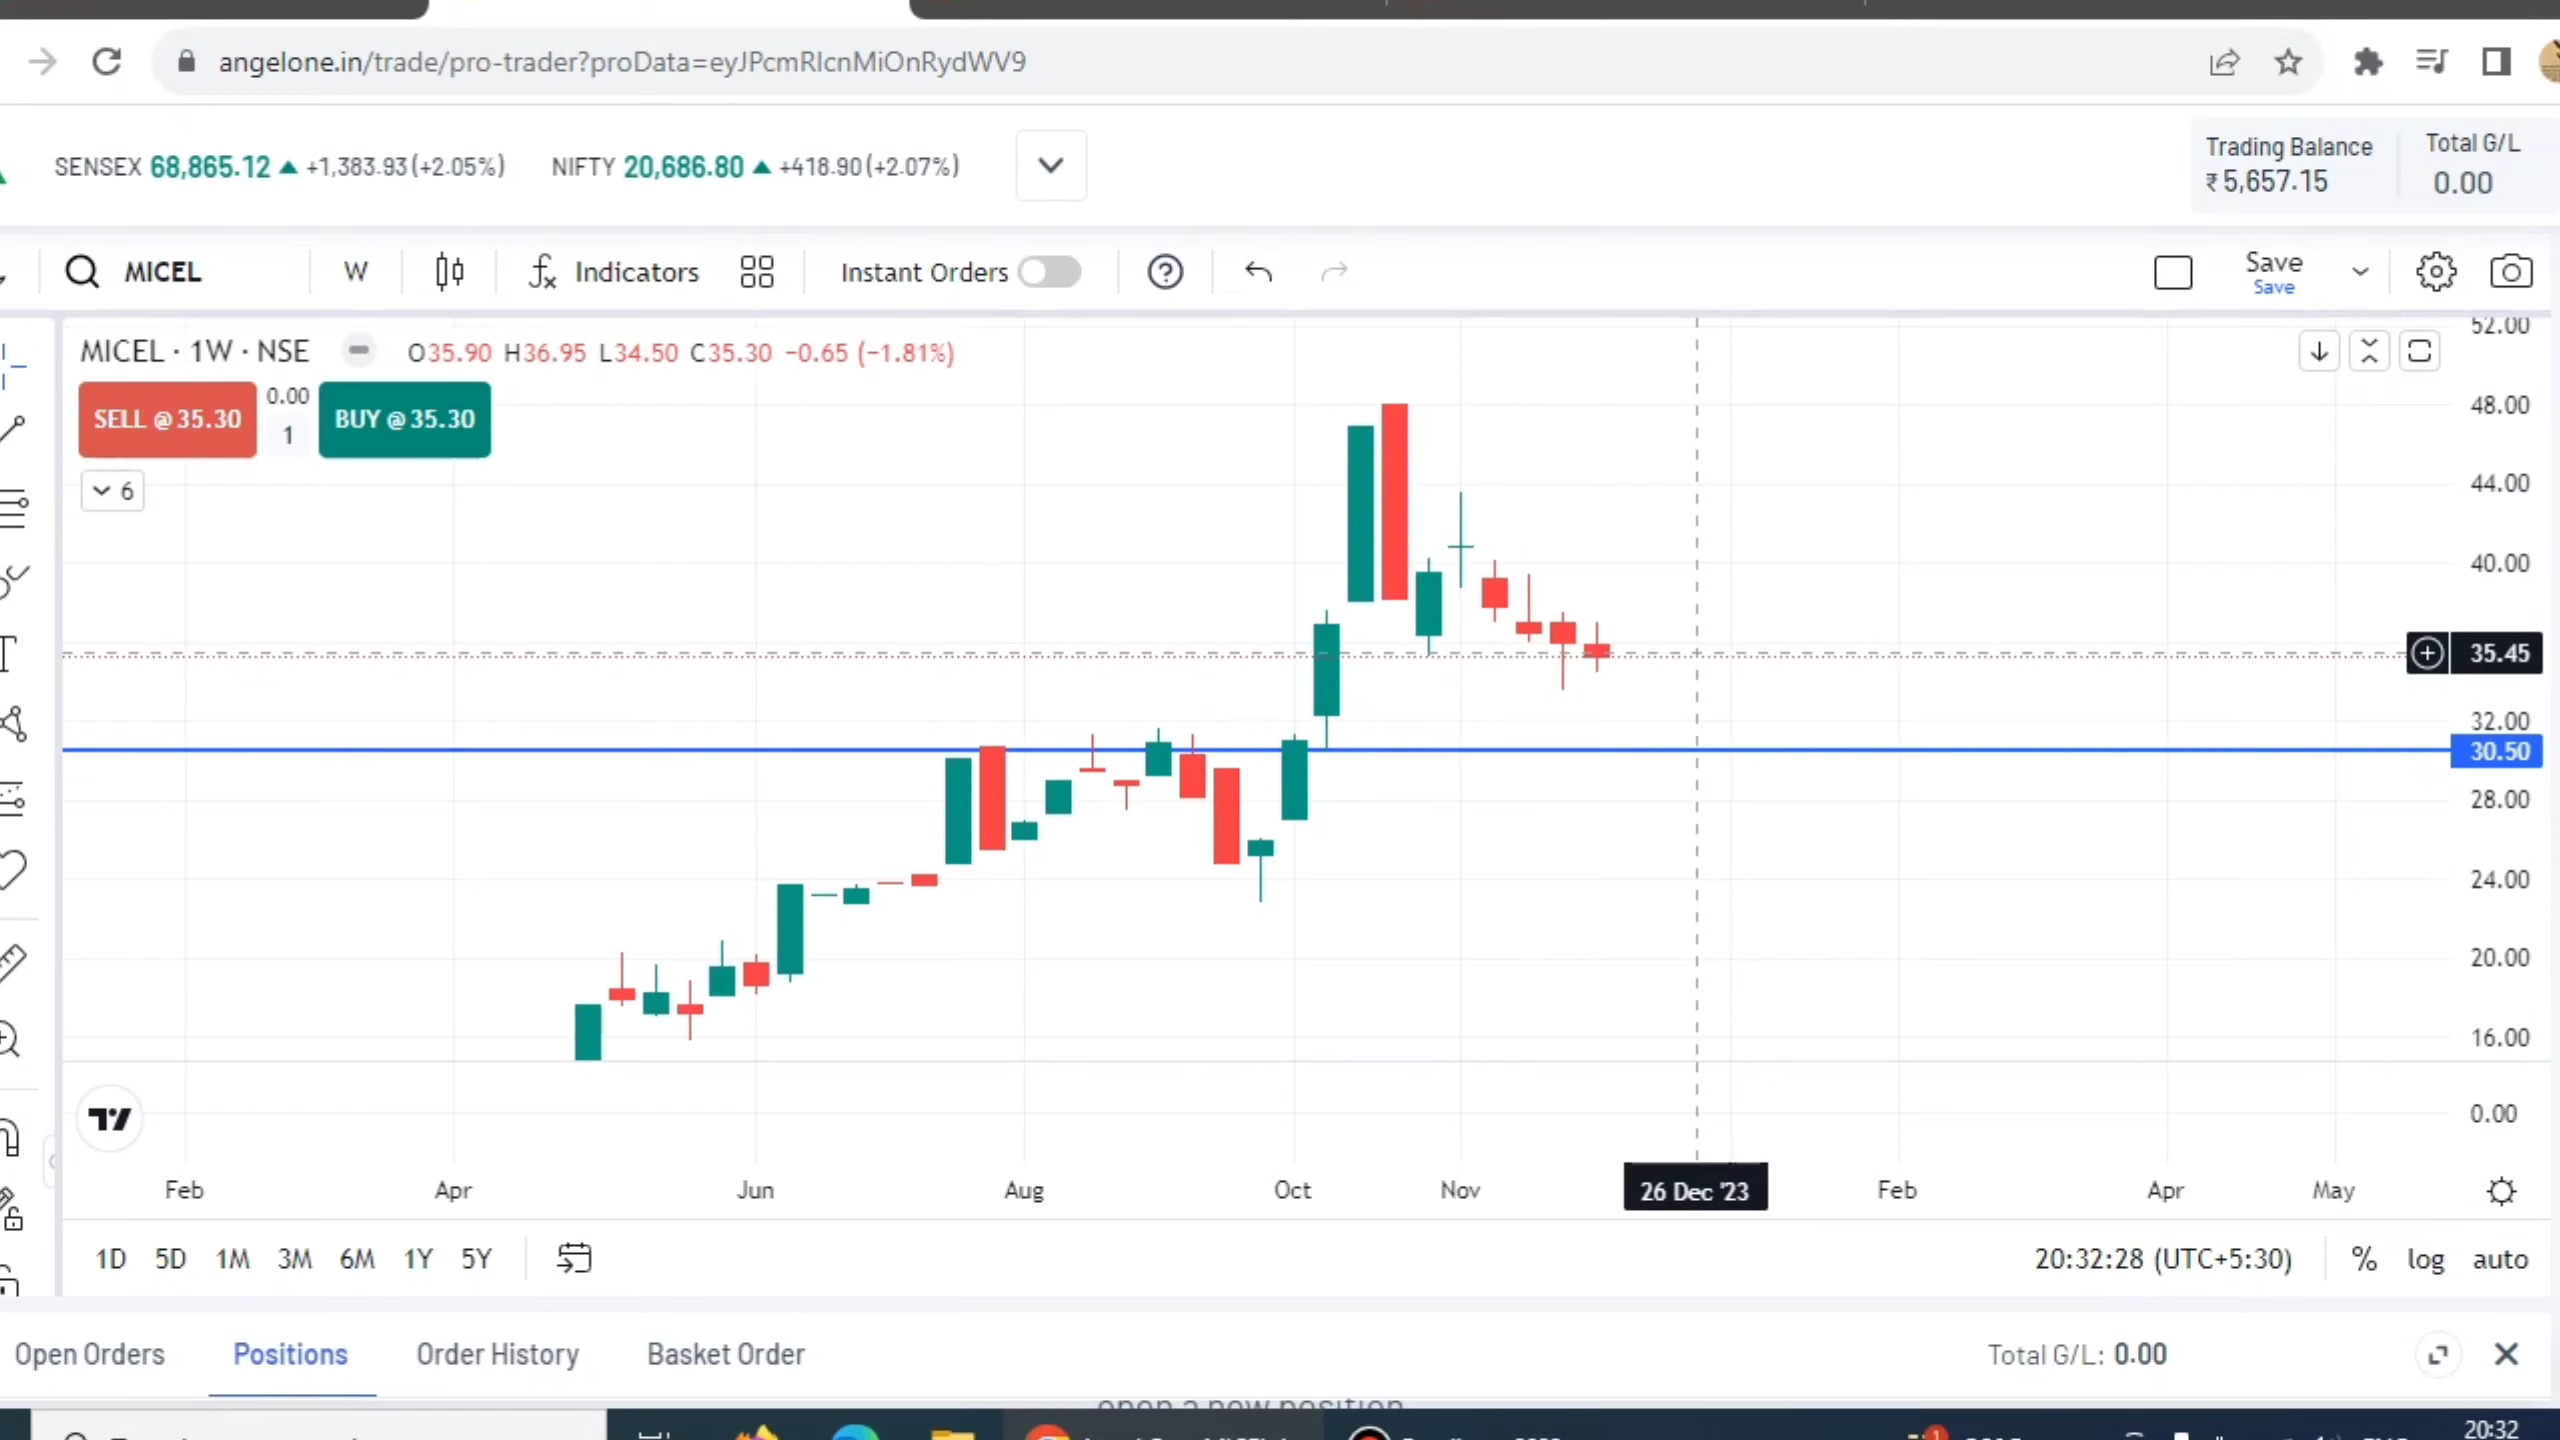 angelone.in/trade/pro-trader?proData=eyJPcmRlcnMiOnRydWV9
SENSEX 68,865.12 ▲ +1,383.93(+2.05%) NIFTY 20,686.80 ▲ +418.90(+2.07%)
Trading Balance
₹5,657.15
Total G/L
0.00
MICEL W Indicators Instant Orders
Save
Save
MICEL · 1W · NSE O35.90 H36.95 L34.50 C35.30 −0.65 (−1.81%)
SELL @ 35.30
0.00
1
BUY @ 35.30
6
52.00
48.00
44.00
40.00
35.45
32.00
30.50
28.00
24.00
20.00
16.00
0.00
Feb Apr Jun Aug Oct Nov 26 Dec '23 Feb Apr May
1D 5D 1M 3M 6M 1Y 5Y
20:32:28 (UTC+5:30) % log auto
Open Orders Positions Order History Basket Order
Total G/L: 0.00
open a new position
20:32